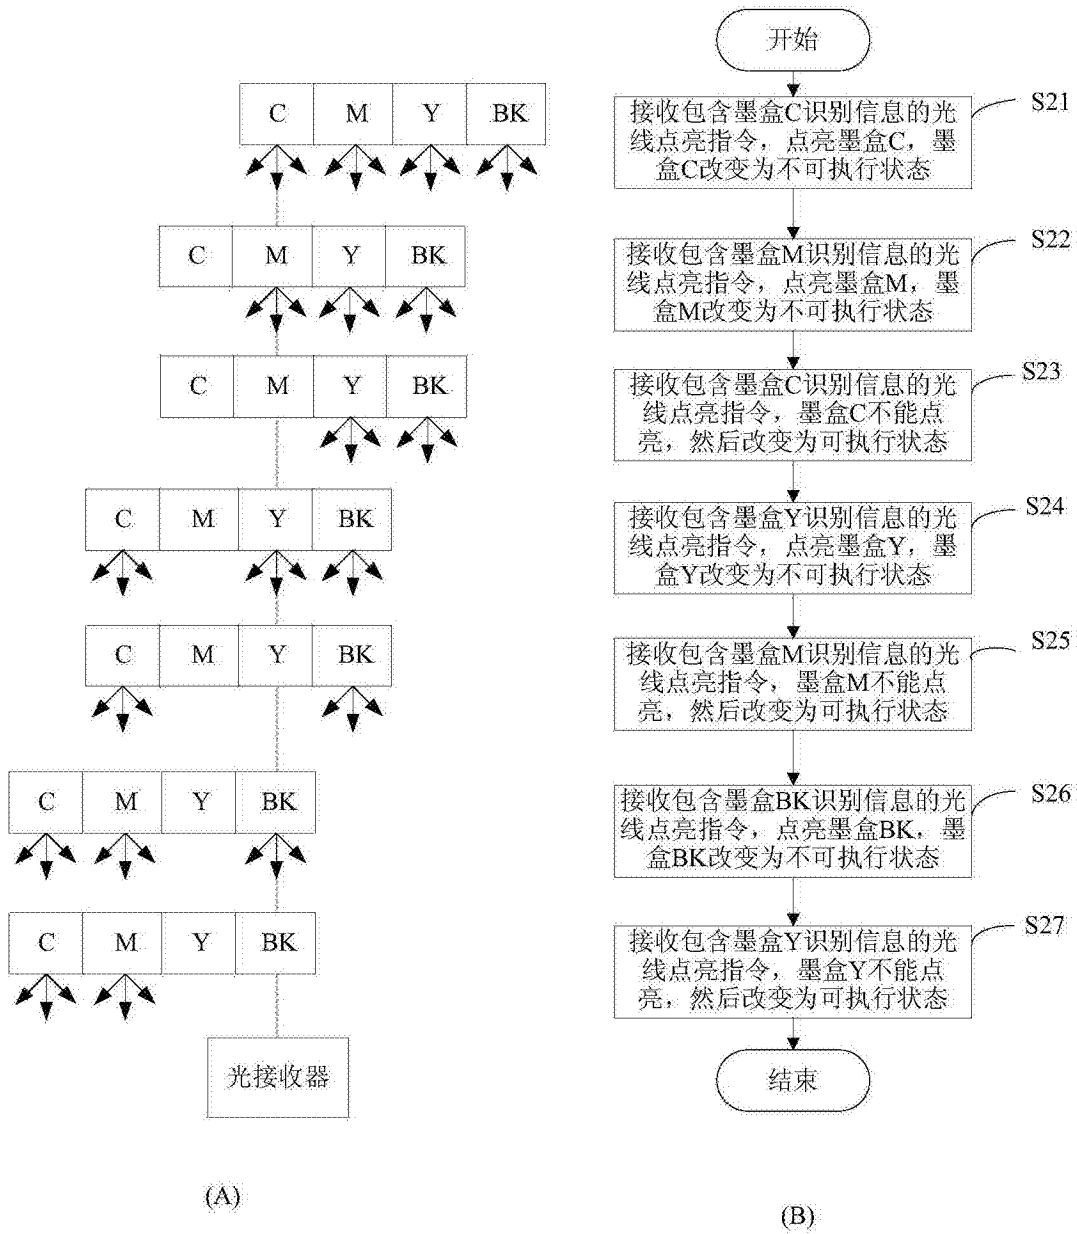 C M Y BK
C M Y BK
C M Y BK
C M Y BK
C M Y BK
C M Y BK
C M Y BK
光接收器
(A)
开始
接收包含墨盒C识别信息的光
线点亮指令，点亮墨盒C，墨
盒C改变为不可执行状态
S21
接收包含墨盒M识别信息的光
线点亮指令，点亮墨盒M，墨
盒M改变为不可执行状态
S22
接收包含墨盒C识别信息的光
线点亮指令，墨盒C不能点
亮，然后改变为可执行状态
S23
接收包含墨盒Y识别信息的光
线点亮指令，点亮墨盒Y，墨
盒Y改变为不可执行状态
S24
接收包含墨盒M识别信息的光
线点亮指令，墨盒M不能点
亮，然后改变为可执行状态
S25
接收包含墨盒BK识别信息的光
线点亮指令，点亮墨盒BK，墨
盒BK改变为不可执行状态
S26
接收包含墨盒Y识别信息的光
线点亮指令，墨盒Y不能点
亮，然后改变为可执行状态
S27
结束
(B)